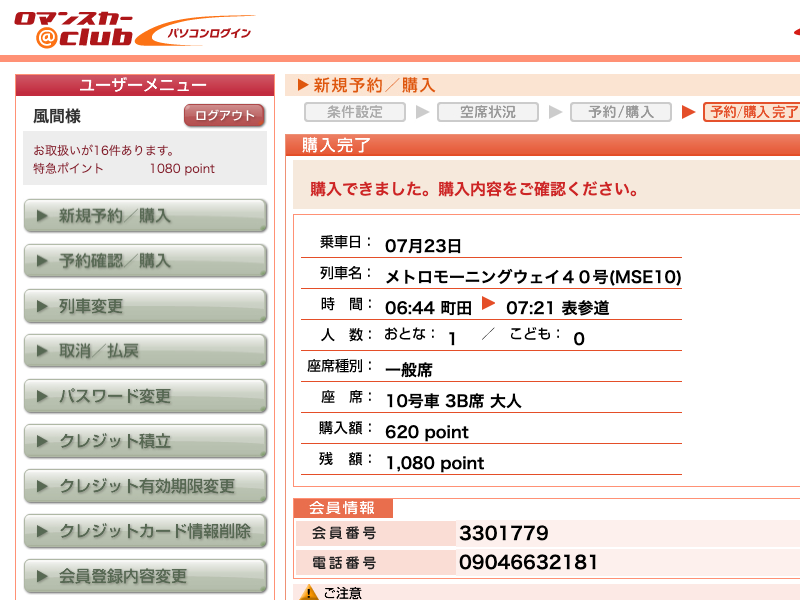 ロマンスカー
@club パソコンログイン
ユーザーメニュー
風間様 ログアウト
お取扱いが16件あります。
特急ポイント 1080 point
新規予約／購入
予約確認／購入
列車変更
取消／払戻
パスワード変更
クレジット積立
クレジット有効期限変更
クレジットカード情報削除
会員登録内容変更
新規予約／購入
条件設定 空席状況 予約/購入 予約/購入完了
購入完了
購入できました。購入内容をご確認ください。
乗車日： 07月23日
列車名： メトロモーニングウェイ４０号(MSE10)
時　間： 06:44 町田 07:21 表参道
人　数： おとな： 1 ／ こども： 0
座席種別： 一般席
座　席： 10号車 3B席 大人
購入額： 620 point
残　額： 1,080 point
会員情報
会員番号 3301779
電話番号 09046632181
ご注意